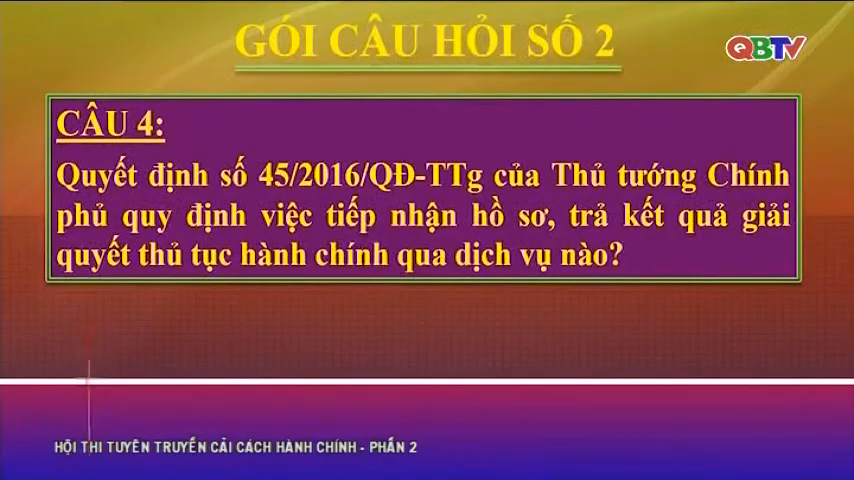 GÓI CÂU HỎI SỐ 2
QBTV
CÂU 4:
Quyết định số 45/2016/QĐ-TTg của Thủ tướng Chính
phủ quy định việc tiếp nhận hồ sơ, trả kết quả giải
quyết thủ tục hành chính qua dịch vụ nào?
HỘI THI TUYÊN TRUYỀN CẢI CÁCH HÀNH CHÍNH - PHẦN 2